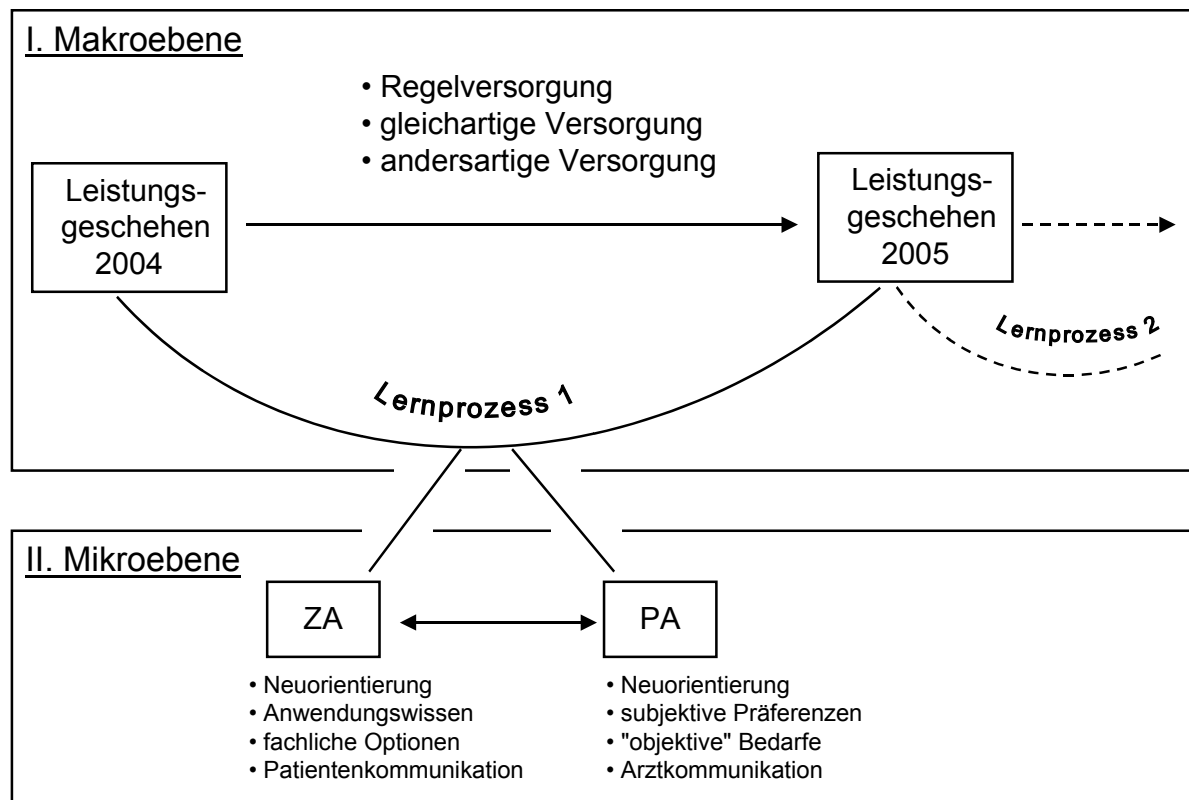 I. Makroebene
• Regelversorgung
• gleichartige Versorgung
• andersartige Versorgung
Leistungs-
geschehen
2004
Leistungs-
geschehen
2005
Lernprozess 2
Lernprozess 1
II. Mikroebene
ZA
PA
• Neuorientierung
• Anwendungswissen
• fachliche Optionen
• Patientenkommunikation
• Neuorientierung
• subjektive Präferenzen
• "objektive" Bedarfe
• Arztkommunikation